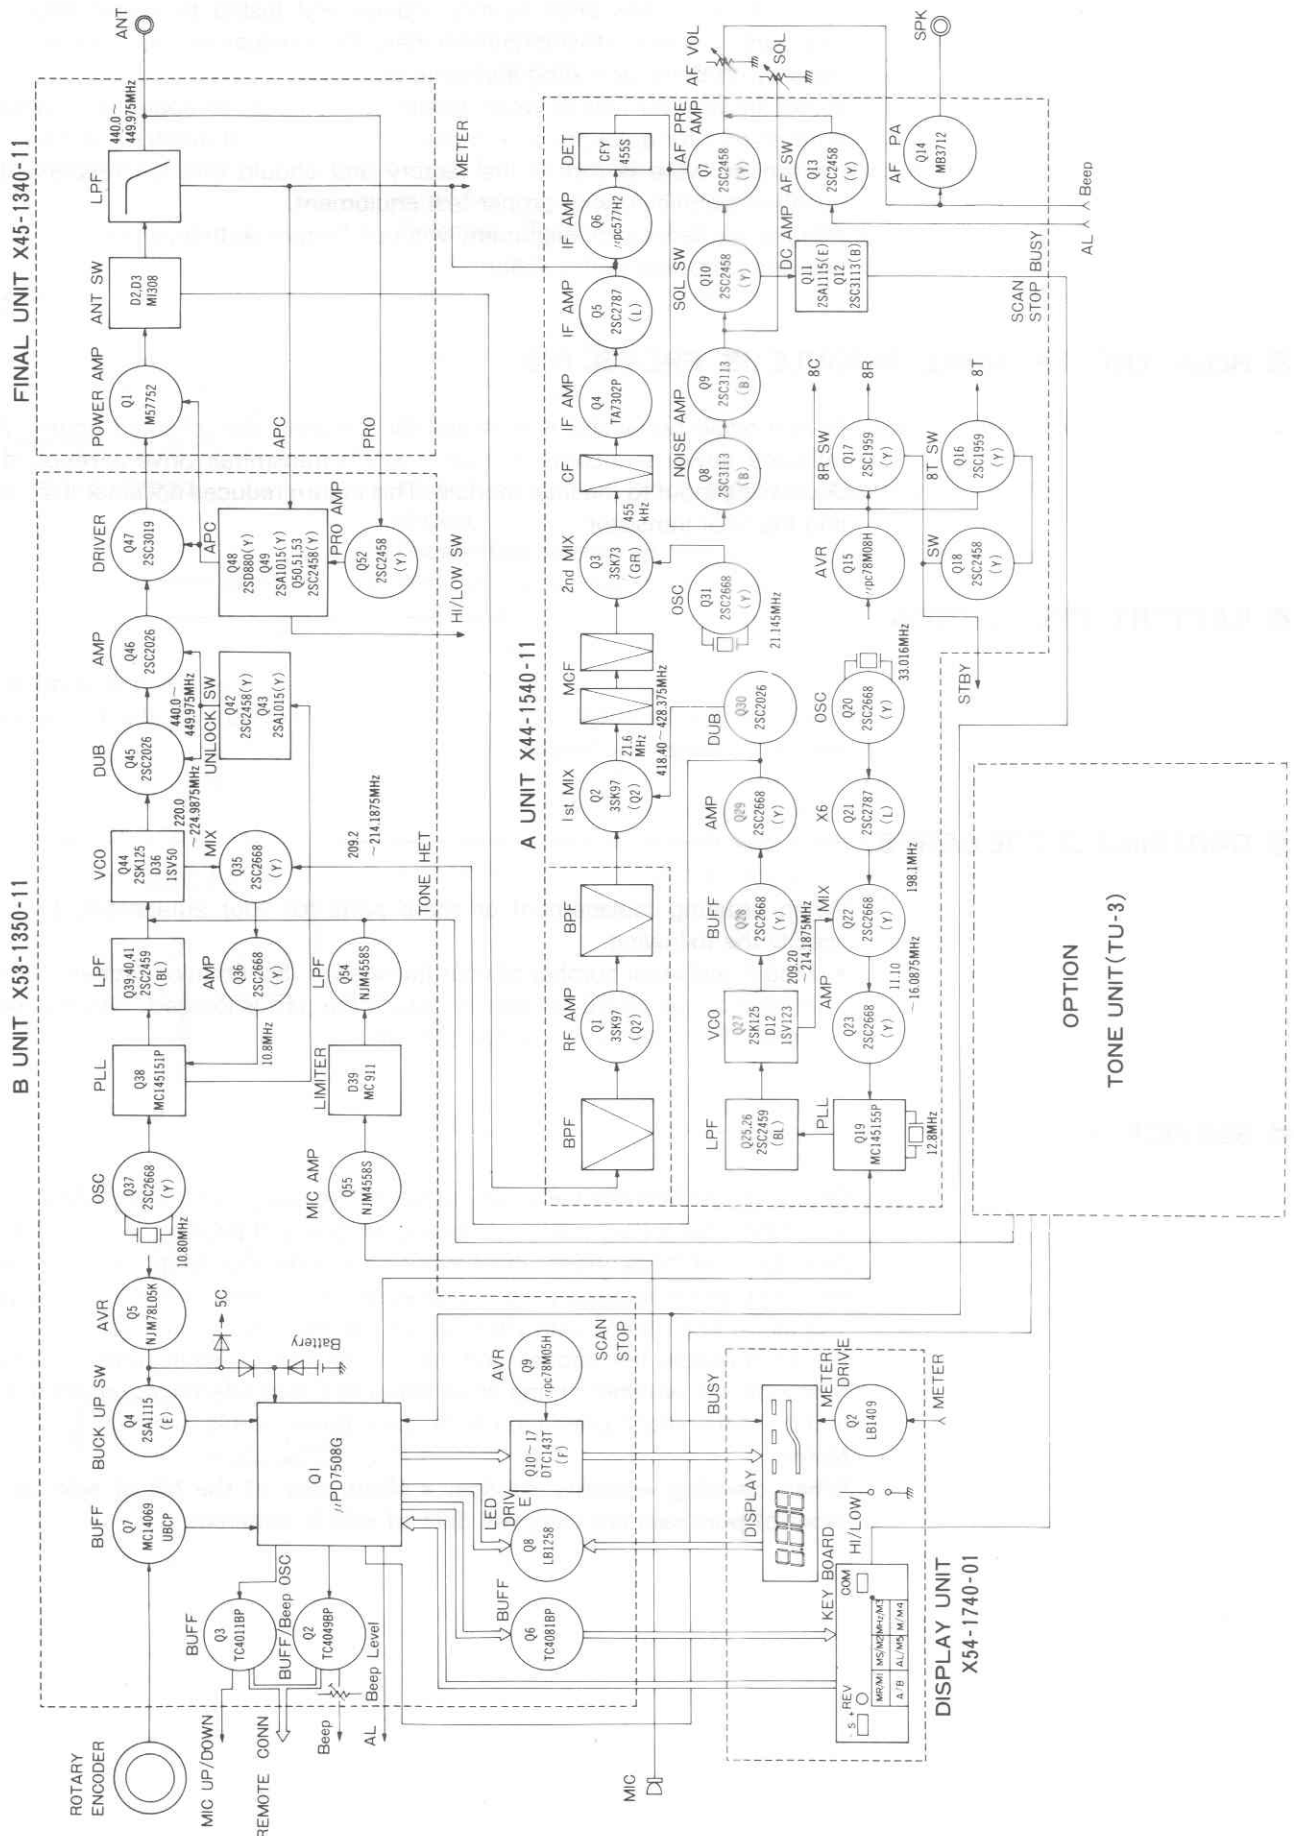 FINAL UNIT X45-1340-11
ANT
LPF
440.0~
449.975MHz
ANT SW
D2,D3
MI308
POWER AMP
Q1
M57752
METER
APC
PRO
B UNIT X53-1350-11
DRIVER
Q47
2SC3019
AMP
Q46
2SC2026
DUB
Q45
2SC2026
440.0~
449.975MHz
UNLOCK SW
Q42
2SC2458(Y)
Q43
2SA1015(Y)
APC
Q48
2SD880(Y)
Q49
2SA1015(Y)
Q50,51,53
2SC2458(Y)
PRO AMP
Q52
2SC2458
(Y)
HI/LOW SW
VCO
Q44
2SK125
D36
1SV50
220.0
~224.9875MHz
MIX
Q35
2SC2668
(Y)
209.2
~214.1875MHz
TONE HET
LPF
Q39,40,41
2SC2459
(BL)
AMP
Q36
2SC2668
(Y)
10.8MHz
LPF
Q54
NJM4558S
PLL
Q38
MC145151P
LIMITER
D39
MC911
OSC
Q37
2SC2668
(Y)
10.80MHz
MIC AMP
Q55
NJM4558S
AVR
Q5
NJM78L05K
5C
Battery
BUCK UP SW
Q4
2SA1115
(E)
BUFF
Q7
MC14069
UBCP
Q1
μPD7508G
AVR
Q9
μpc78M05H
SCAN
STOP
Q10~17
DTC143T
(F)
LED
DRIVE
Q8
LB1258
BUFF
Q6
TC4081BP
BUFF
Q3
TC4011BP
BUFF/Beep OSC
Q2
TC4049BP
Beep Level
ROTARY
ENCODER
MIC UP/DOWN
REMOTE CONN
Beep
AL
MIC
A UNIT X44-1540-11
BPF
RF AMP
Q1
3SK97
(Q2)
BPF
1st MIX
Q2
3SK97
(Q2)
21.6
MHz
MCF
418.40~428.375MHz
2nd MIX
Q3
3SK73
(GR)
455
kHz
CF
IF AMP
Q4
TA7302P
IF AMP
Q5
2SC2787
(L)
IF AMP
Q6
μpc577H2
DET
CFY
455S
OSC
Q31
2SC2668
(Y)
21.145MHz
NOISE AMP
Q8
2SC3113
(B)
Q9
2SC3113
(B)
SQL SW
Q10
2SC2458
(Y)
AF PRE
AMP
Q7
2SC2458
(Y)
AF VOL
SQL
DC AMP
Q11
2SA1115(E)
Q12
2SC3113(B)
AF SW
Q13
2SC2458
(Y)
AF PA
Q14
MB3712
SPK
AL
Beep
SCAN
STOP BUSY
DUB
Q30
2SC2026
AMP
Q29
2SC2668
(Y)
BUFF
Q28
2SC2668
(Y)
VCO
Q27
2SK125
D12
1SV123
209.20
~214.1875MHz
LPF
Q25,26
2SC2459
(BL)
OSC
Q20
2SC2668
(Y)
33.016MHz
X6
Q21
2SC2787
(L)
198.1MHz
MIX
Q22
2SC2668
(Y)
11.10
~16.0875MHz
AMP
Q23
2SC2668
(Y)
PLL
Q19
MC145155P
12.8MHz
AVR
Q15
μpc78M08H
8R SW
Q17
2SC1959
(Y)
8T SW
Q16
2SC1959
(Y)
SW
Q18
2SC2458
(Y)
8C
8R
8T
STBY
OPTION
TONE UNIT(TU-3)
DISPLAY UNIT
X54-1740-01
BUSY
DISPLAY
METER
DRIVE
Q2
LB1409
METER
HI/LOW
KEY BOARD
COM
REV
- S +
MR/M1 MS/M2 MHz/M3
A/B AL/M5 M/M4